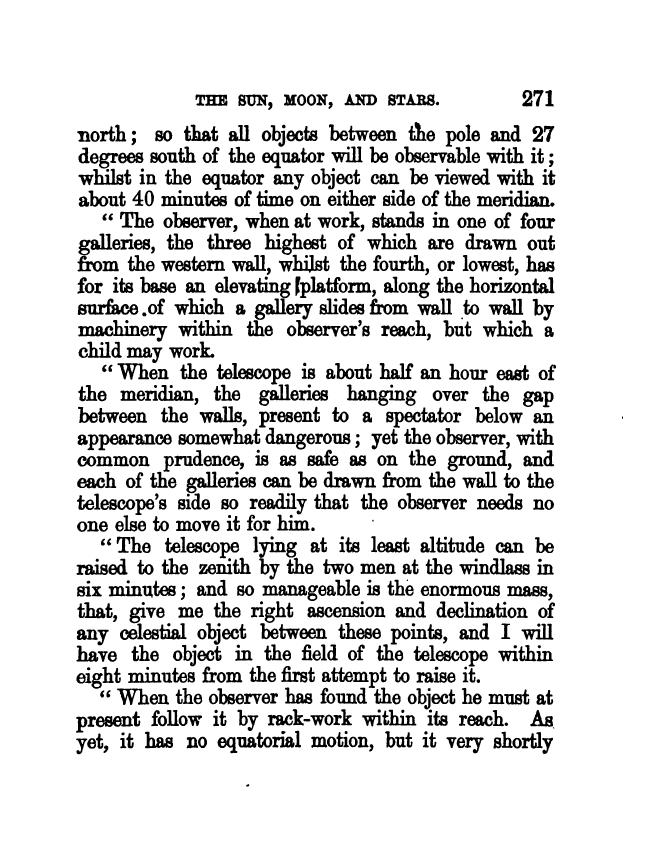 THE SUN, MOON, AND STARS. 271
north; so that all objects between the pole and 27
degrees south of the equator will be observable with it;
whilst in the equator any object can be viewed with it
about 40 minutes of time on either side of the meridian.
“ The observer, when at work, stands in one of four
galleries, the three highest of which are drawn out
from the western wall, whilst the fourth, or lowest, has
for its base an elevating platform, along the horizontal
surface of which a gallery slides from wall to wall by
machinery within the observer's reach, but which a
child may work.
“ When the telescope is about half an hour east of
the meridian, the galleries hanging over the gap
between the walls, present to a spectator below an
appearance somewhat dangerous; yet the observer, with
common prudence, is as safe as on the ground, and
each of the galleries can be drawn from the wall to the
telescope's side so readily that the observer needs no
one else to move it for him.
“ The telescope lying at its least altitude can be
raised to the zenith by the two men at the windlass in
six minutes; and so manageable is the enormous mass,
that, give me the right ascension and declination of
any celestial object between these points, and I will
have the object in the field of the telescope within
eight minutes from the first attempt to raise it.
“ When the observer has found the object he must at
present follow it by rack-work within its reach. As
yet, it has no equatorial motion, but it very shortly